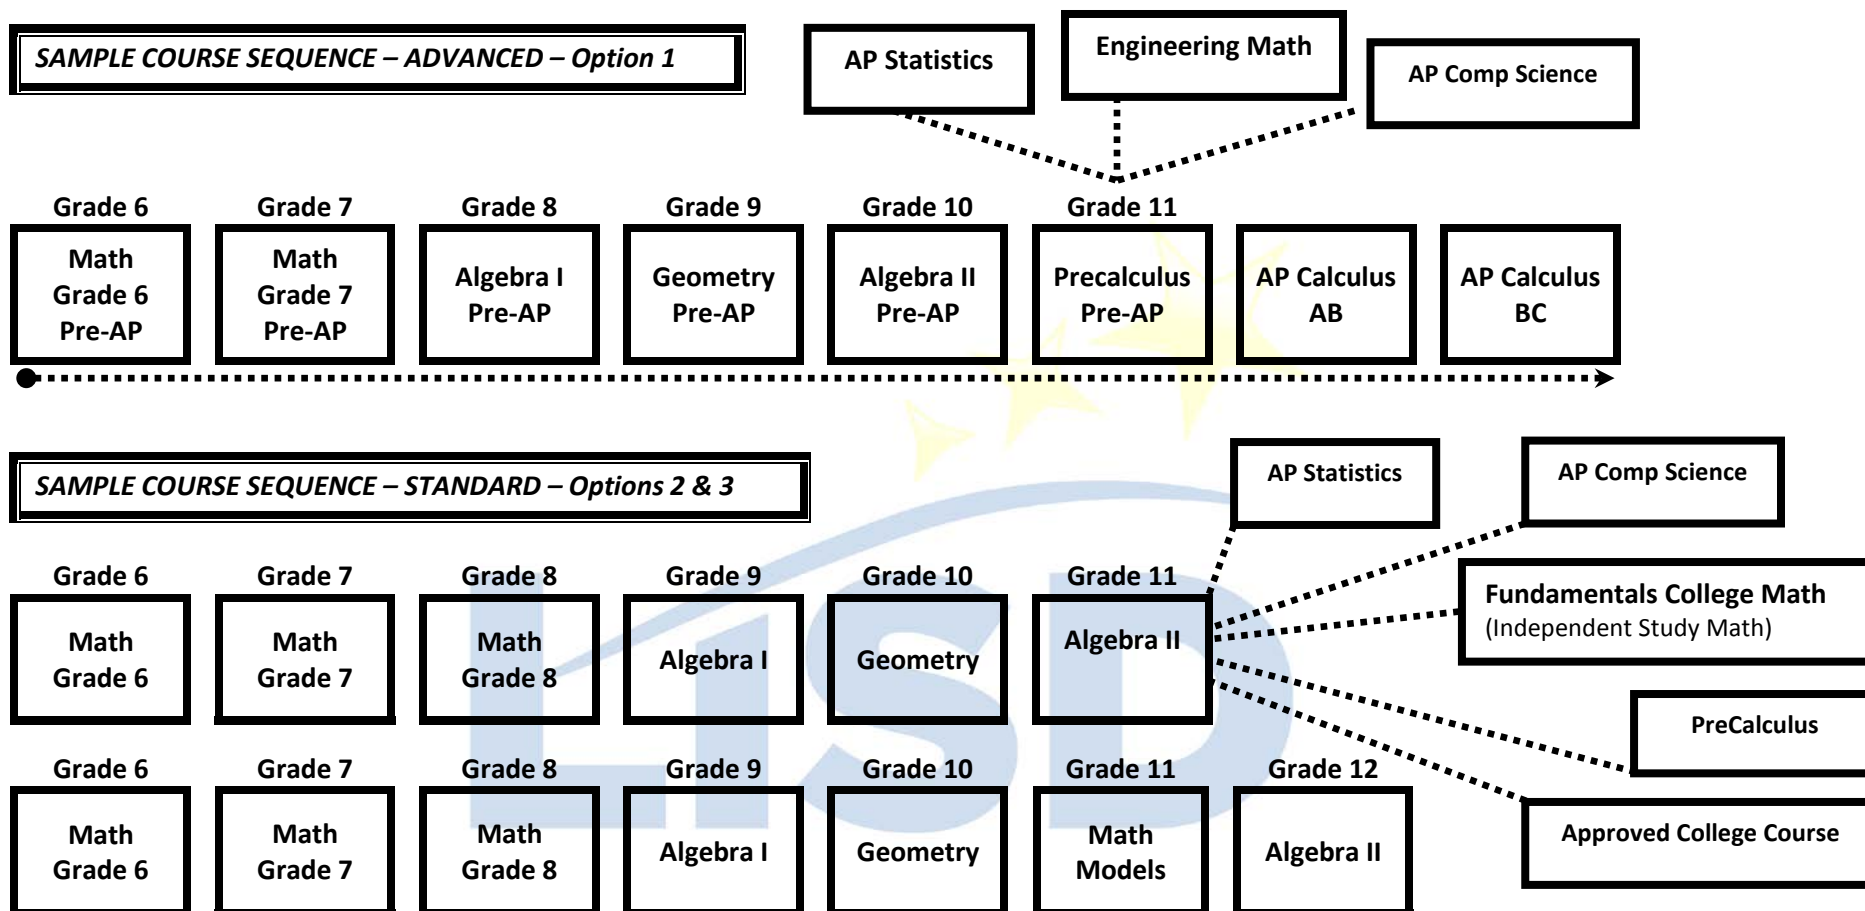 SAMPLE COURSE SEQUENCE – ADVANCED – Option 1
AP Statistics
Engineering Math
AP Comp Science
Grade 6
Grade 7
Grade 8
Grade 9
Grade 10
Grade 11
Math
Grade 6
Pre-AP
Math
Grade 7
Pre-AP
Algebra I
Pre-AP
Geometry
Pre-AP
Algebra II
Pre-AP
Precalculus
Pre-AP
AP Calculus
AB
AP Calculus
BC
SAMPLE COURSE SEQUENCE – STANDARD – Options 2 & 3
AP Statistics
AP Comp Science
Fundamentals College Math
(Independent Study Math)
PreCalculus
Approved College Course
Grade 6
Grade 7
Grade 8
Grade 9
Grade 10
Grade 11
Math
Grade 6
Math
Grade 7
Math
Grade 8
Algebra I
Geometry
Algebra II
Grade 6
Grade 7
Grade 8
Grade 9
Grade 10
Grade 11
Grade 12
Math
Grade 6
Math
Grade 7
Math
Grade 8
Algebra I
Geometry
Math
Models
Algebra II
LISD